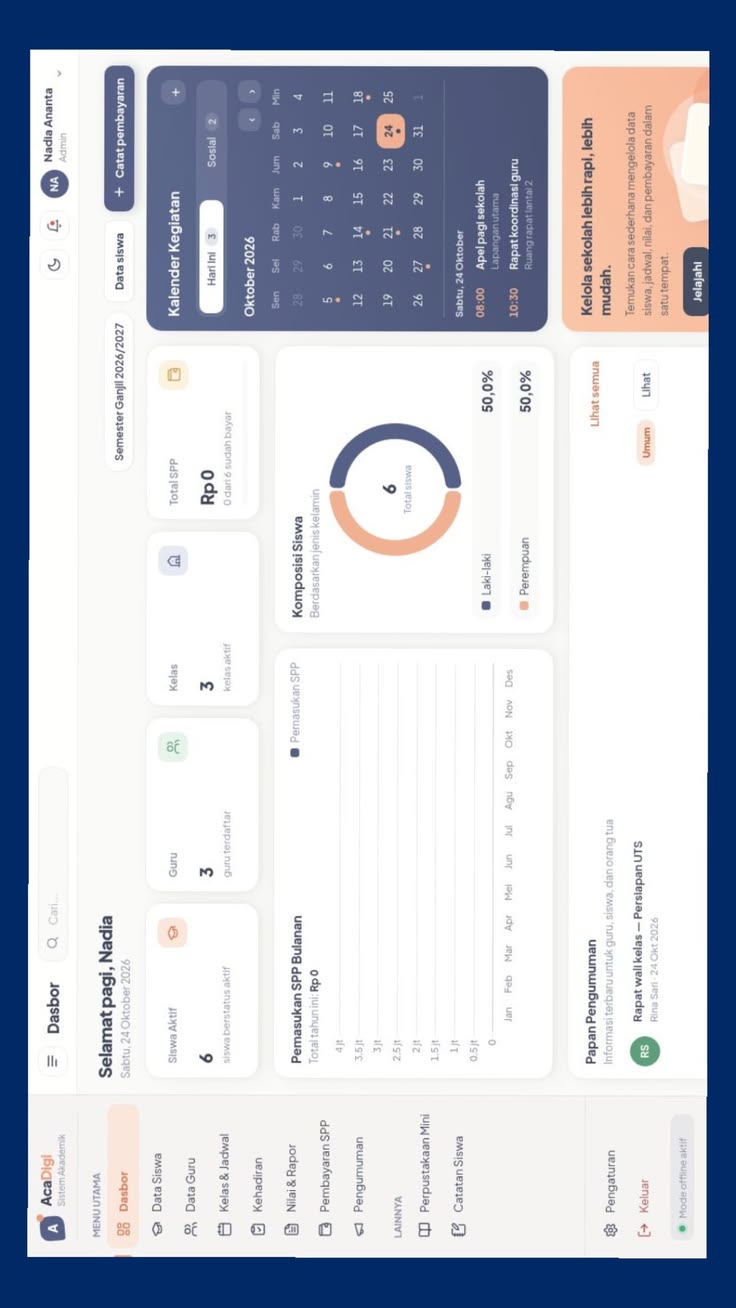 AcaDigi
Sistem Akademik
MENU UTAMA
Dasbor
Data Siswa
Data Guru
Kelas & Jadwal
Kehadiran
Nilai & Rapor
Pembayaran SPP
Pengumuman
LAINNYA
Perpustakaan Mini
Catatan Siswa
Pengaturan
Keluar
Mode offline aktif
Dasbor
Cari...
NA
Nadia Ananta
Admin
Selamat pagi, Nadia
Sabtu, 24 Oktober 2026
Semester Ganjil 2026/2027
Data siswa
+ Catat pembayaran
Siswa Aktif
6
siswa berstatus aktif
Guru
3
guru terdaftar
Kelas
3
kelas aktif
Total SPP
Rp 0
0 dari 6 sudah bayar
Pemasukan SPP Bulanan
Total tahun ini: Rp 0
Pemasukan SPP
4 jt
3.5 jt
3 jt
2.5 jt
2 jt
1.5 jt
1 jt
0.5 jt
0
Jan Feb Mar Apr Mei Jun Jul Agu Sep Okt Nov Des
Komposisi Siswa
Berdasarkan jenis kelamin
6
Total siswa
Laki-laki 50,0%
Perempuan 50,0%
Kalender Kegiatan
+
Hari Ini 3
Sosial 2
Oktober 2026
‹ ›
Sen Sel Rab Kam Jum Sab Min
28 29 30 1 2 3 4
5 6 7 8 9 10 11
12 13 14 15 16 17 18
19 20 21 22 23 24 25
26 27 28 29 30 31 1
Sabtu, 24 Oktober
08:00 Apel pagi sekolah
Lapangan utama
10:30 Rapat koordinasi guru
Ruang rapat lantai 2
Papan Pengumuman
Informasi terbaru untuk guru, siswa, dan orang tua
Lihat semua
RS
Rapat wali kelas — Persiapan UTS
Rina Sari · 24 Okt 2026
Umum
Lihat
Kelola sekolah lebih rapi, lebih
mudah.
Temukan cara sederhana mengelola data
siswa, jadwal, nilai, dan pembayaran dalam
satu tempat.
Jelajahi